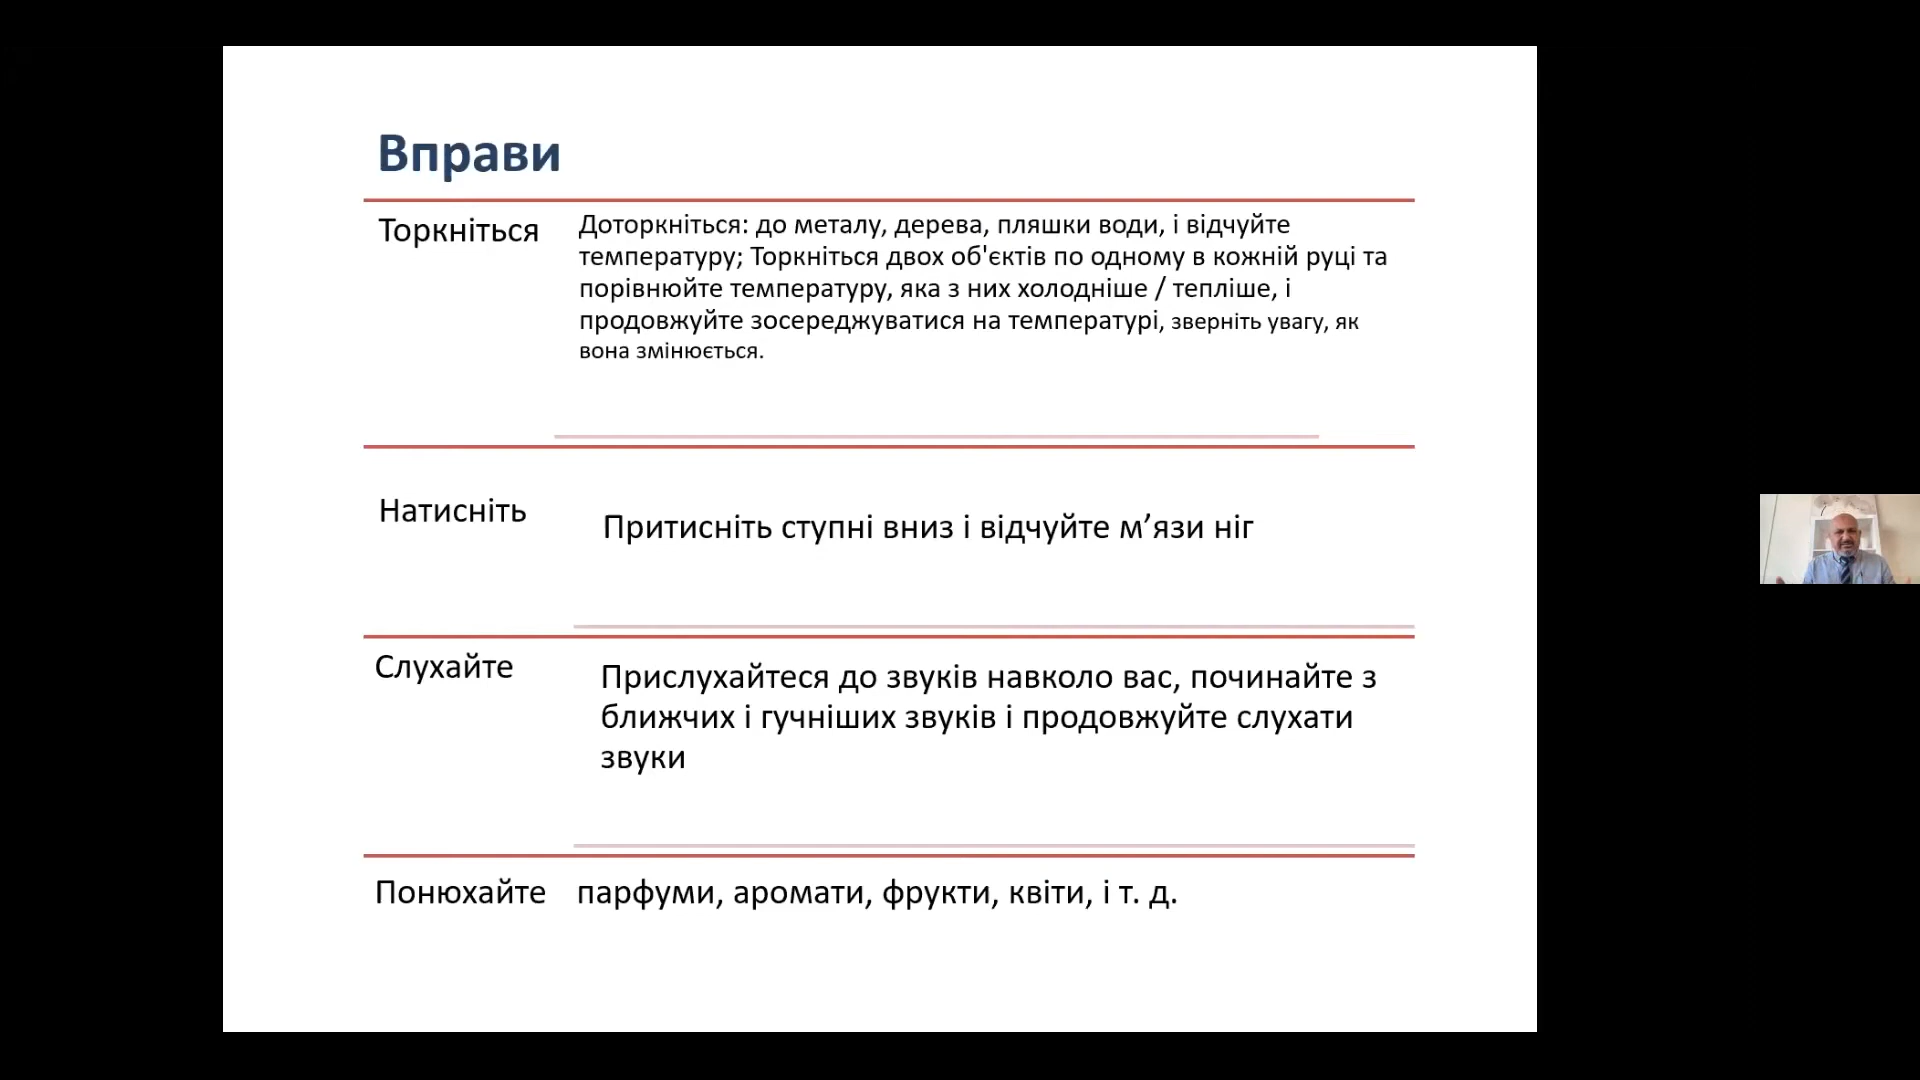 Вправи
Торкніться
Доторкніться: до металу, дерева, пляшки води, і відчуйте
температуру; Торкніться двох об'єктів по одному в кожній руці та
порівнюйте температуру, яка з них холодніше / тепліше, і
продовжуйте зосереджуватися на температурі, зверніть увагу, як
вона змінюється.
Натисніть
Притисніть ступні вниз і відчуйте м’язи ніг
Слухайте
Прислухайтеся до звуків навколо вас, починайте з
ближчих і гучніших звуків і продовжуйте слухати
звуки
Понюхайте
парфуми, аромати, фрукти, квіти, і т. д.